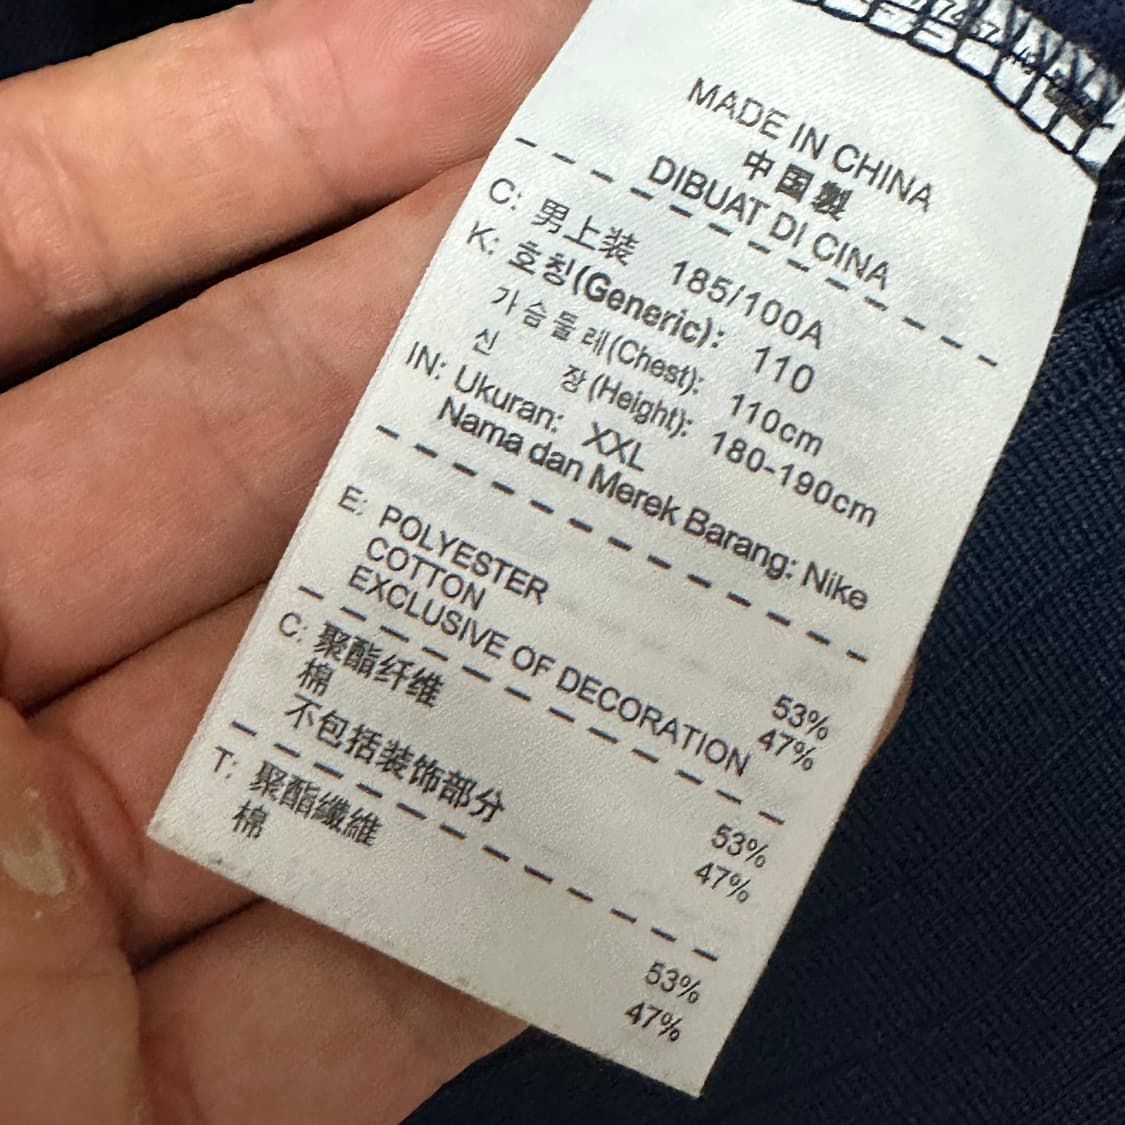 MADE IN CHINA
中国製
DIBUAT DI CINA
C: 男上装 185/100A
K: 호칭(Generic): 110
가슴둘레(Chest): 110cm
신 장(Height): 180-190cm
IN: Ukuran: XXL
Nama dan Merek Barang: Nike
E: POLYESTER 53%
COTTON 47%
EXCLUSIVE OF DECORATION
C: 聚酯纤维 53%
棉 47%
不包括装饰部分
T: 聚酯纖維 53%
棉 47%